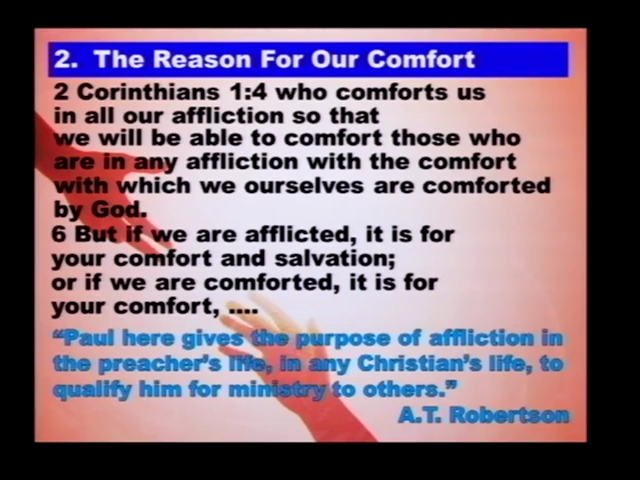 2. The Reason For Our Comfort
2 Corinthians 1:4 who comforts us
in all our affliction so that
we will be able to comfort those who
are in any affliction with the comfort
with which we ourselves are comforted
by God.
6 But if we are afflicted, it is for
your comfort and salvation;
or if we are comforted, it is for
your comfort, ....
“Paul here gives the purpose of affliction in
the preacher’s life, in any Christian’s life, to
qualify him for ministry to others.”
A.T. Robertson